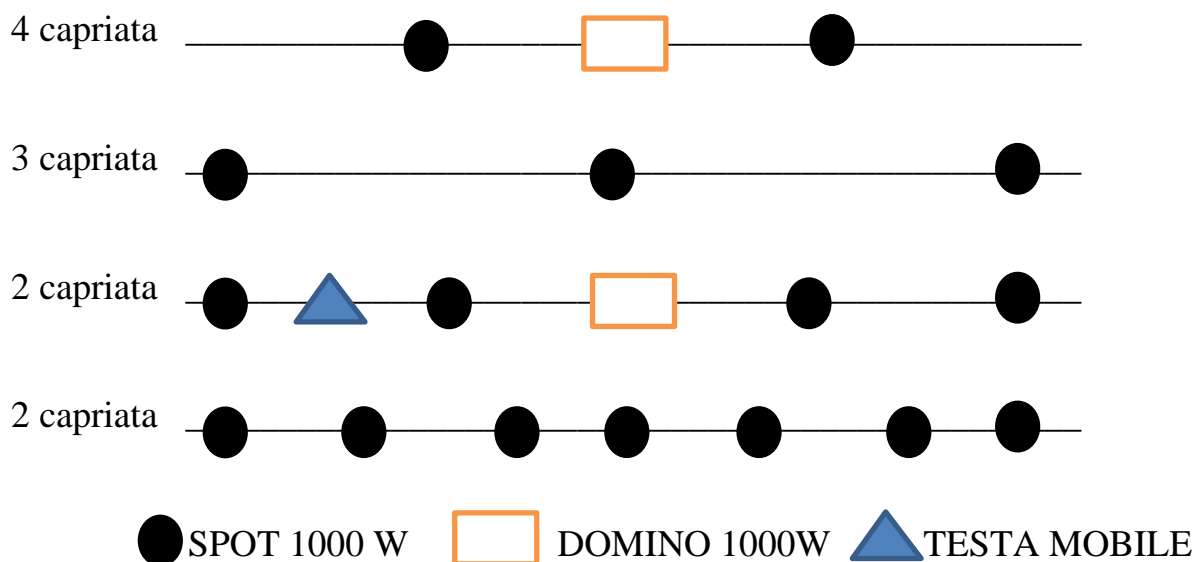 4 capriata
3 capriata
2 capriata
2 capriata
SPOT 1000 W DOMINO 1000W TESTA MOBILE